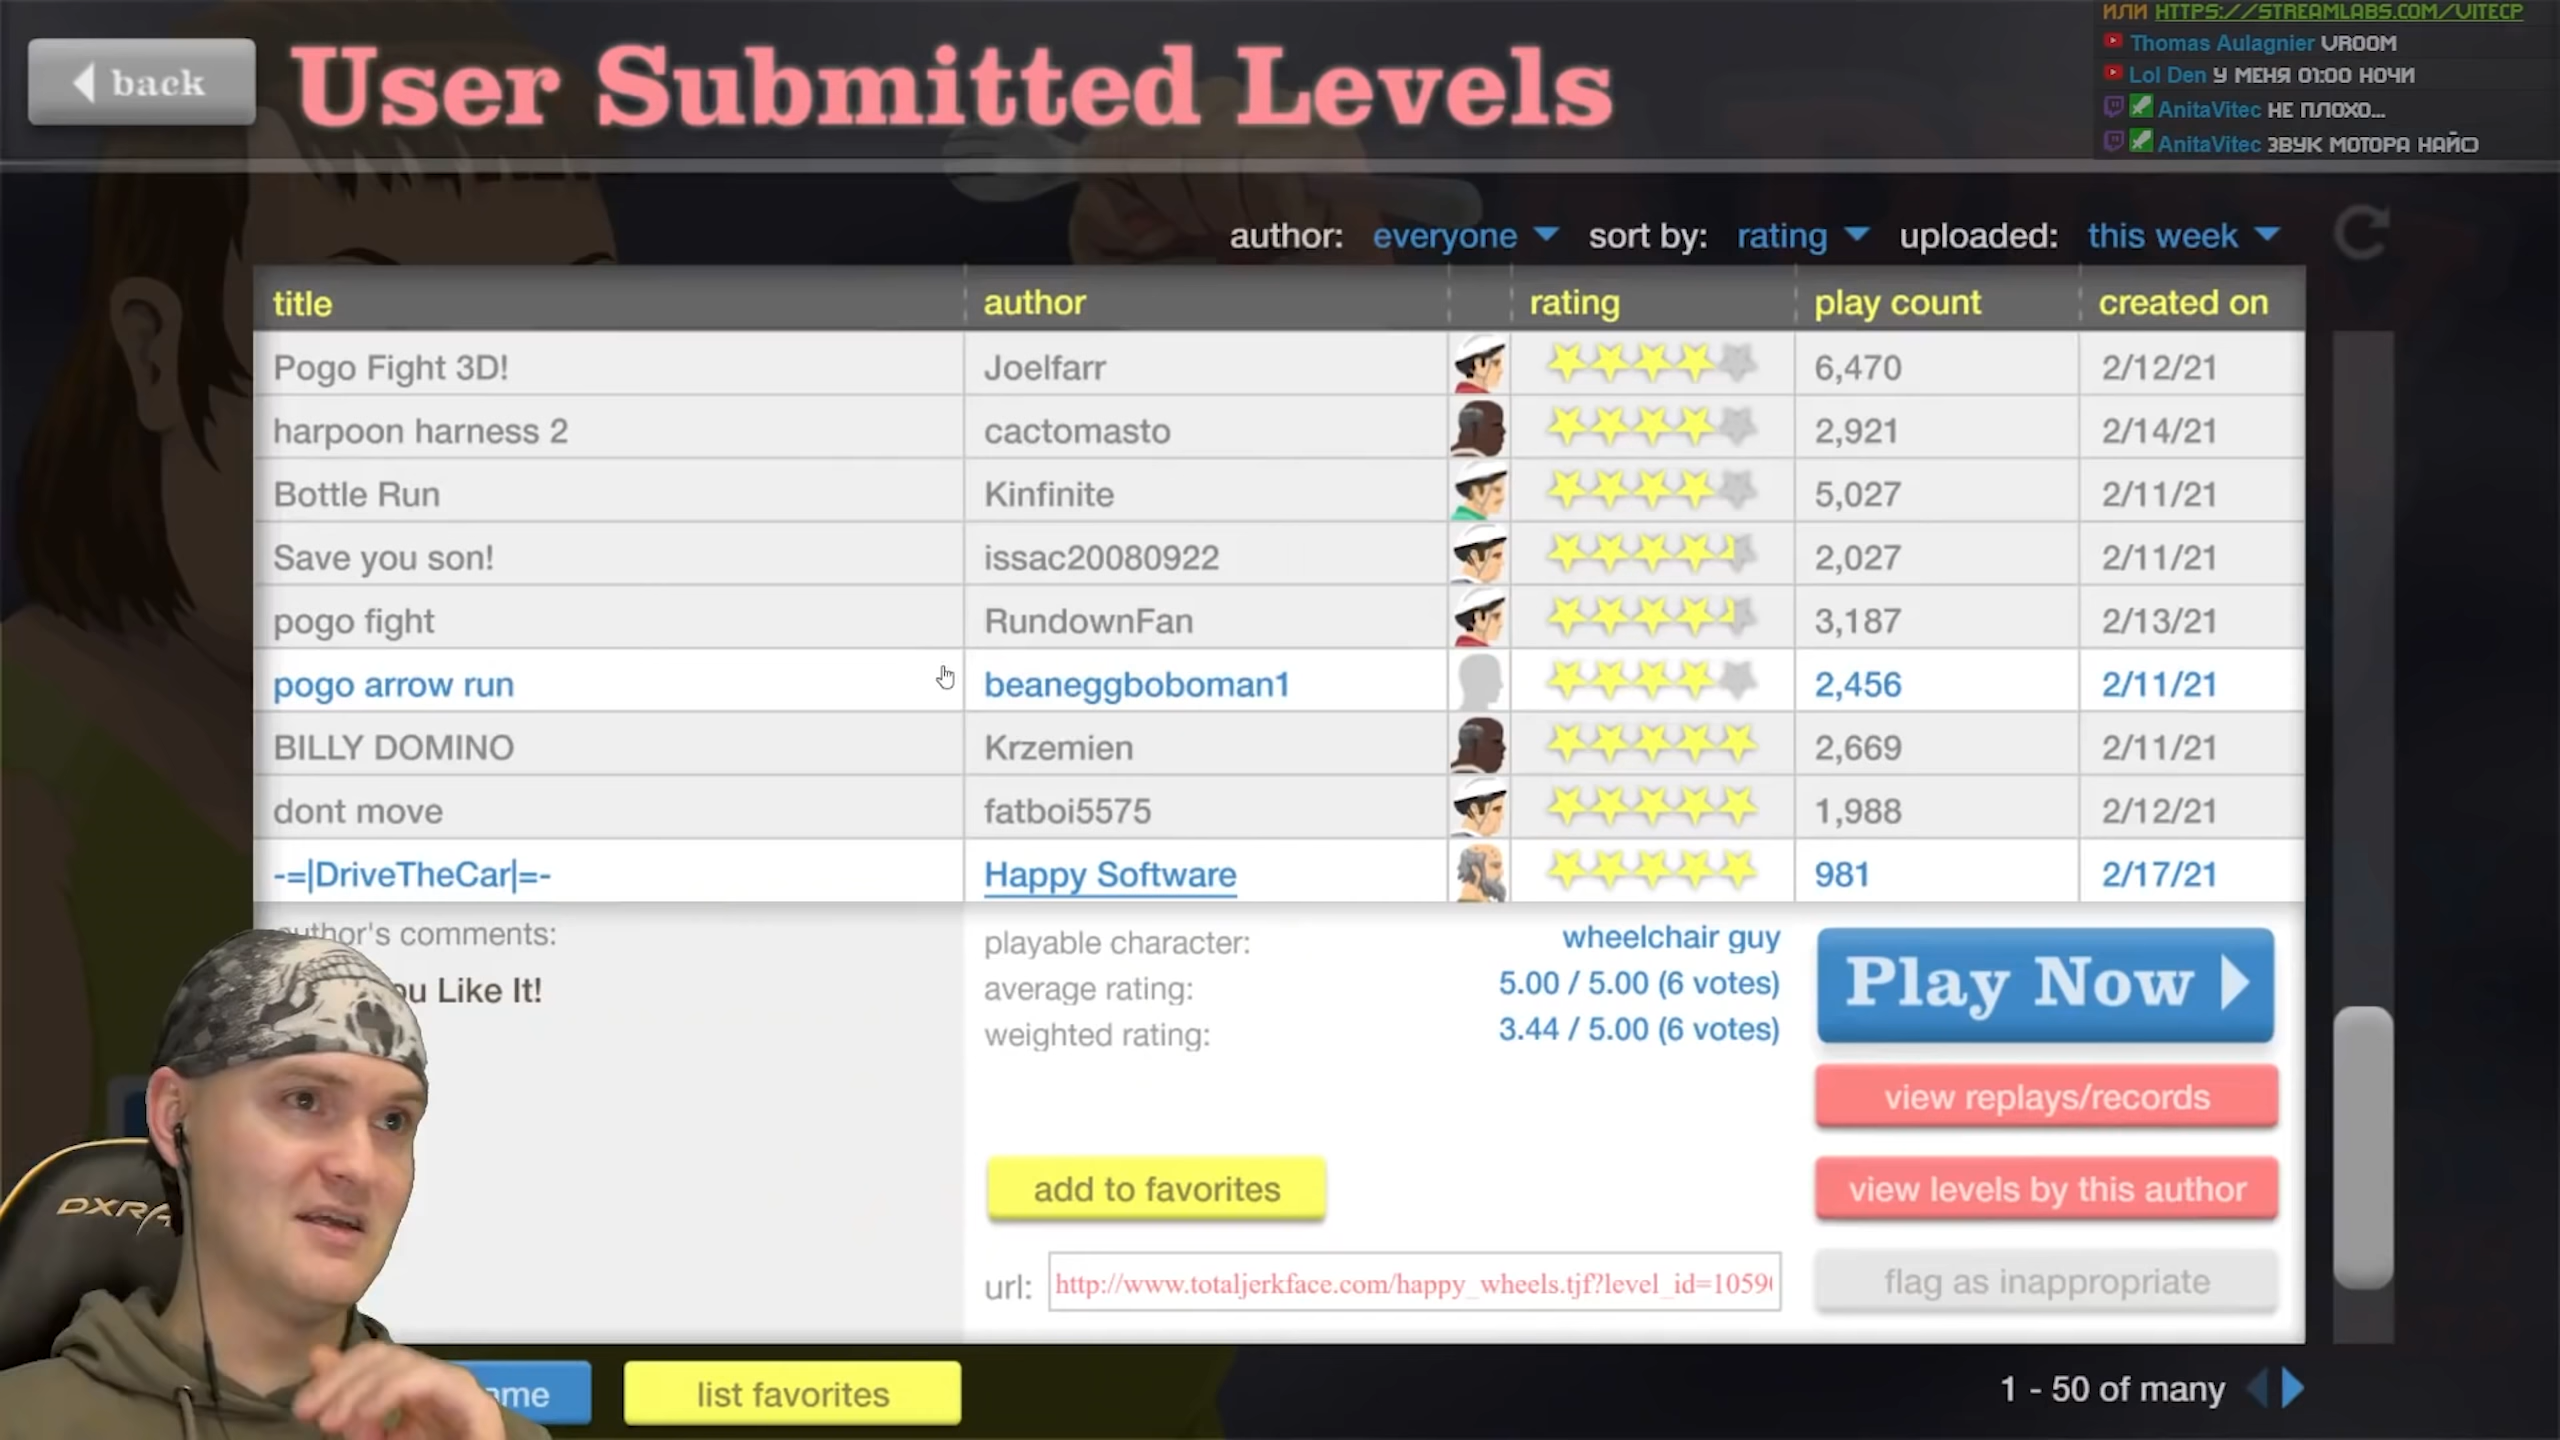 ИЛИ HTTPS://STREAMLABS.COM/VITECP
Thomas Aulagnier VROOM
Lol Den У МЕНЯ 01:00 НОЧИ
AnitaVitec НЕ ПЛОХО...
AnitaVitec ЗВУК МОТОРА НАЙС
back
User Submitted Levels
author: everyone sort by: rating uploaded: this week
title author rating play count created on
Pogo Fight 3D! Joelfarr 6,470 2/12/21
harpoon harness 2 cactomasto 2,921 2/14/21
Bottle Run Kinfinite 5,027 2/11/21
Save you son! issac20080922 2,027 2/11/21
pogo fight RundownFan 3,187 2/13/21
pogo arrow run beaneggboboman1 2,456 2/11/21
BILLY DOMINO Krzemien 2,669 2/11/21
dont move fatboi5575 1,988 2/12/21
-=|DriveTheCar|=- Happy Software 981 2/17/21
author's comments:
ou Like It!
playable character: wheelchair guy
average rating: 5.00 / 5.00 (6 votes)
weighted rating: 3.44 / 5.00 (6 votes)
Play Now
view replays/records
add to favorites
view levels by this author
url: http://www.totaljerkface.com/happy_wheels.tjf?level_id=1059
flag as inappropriate
DXRA
ame
list favorites
1 - 50 of many